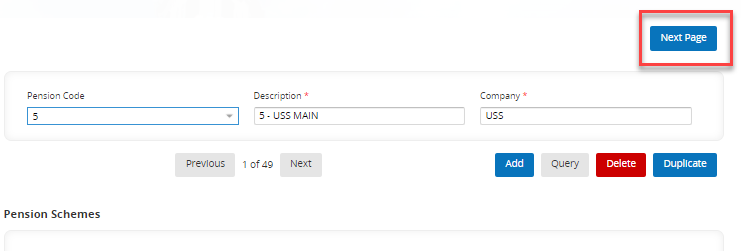 Next Page
Pension Code Description * Company *
5 5 - USS MAIN USS
Previous 1 of 49 Next Add Query Delete Duplicate
Pension Schemes